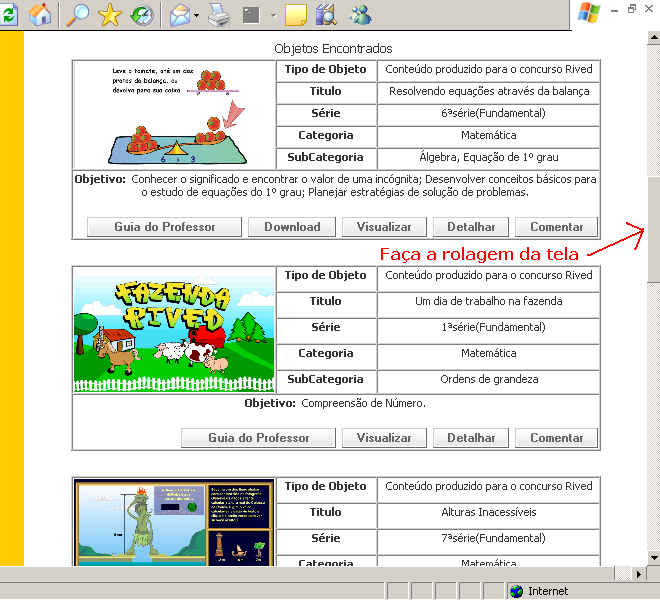 Objetos Encontrados
Leve o tomate, até um dos
pratos da balança, ou
devolva para sua caixa.
6 > 3
Tipo de Objeto Conteúdo produzido para o concurso Rived
Titulo Resolvendo equações através da balança
Série 6ªsérie(Fundamental)
Categoria Matemática
SubCategoria Álgebra, Equação de 1º grau
Objetivo: Conhecer o significado e encontrar o valor de uma incógnita; Desenvolver conceitos básicos para
o estudo de equações do 1º grau; Planejar estratégias de solução de problemas.
Guia do Professor Download Visualizar Detalhar Comentar
Faça a rolagem da tela
FAZENDA
RIVED
Tipo de Objeto Conteúdo produzido para o concurso Rived
Titulo Um dia de trabalho na fazenda
Série 1ªsérie(Fundamental)
Categoria Matemática
SubCategoria Ordens de grandeza
Objetivo: Compreensão de Número.
Guia do Professor Visualizar Detalhar Comentar
Tipo de Objeto Conteúdo produzido para o concurso Rived
Titulo Alturas Inacessíveis
Série 7ªsérie(Fundamental)
Categoria Matemática
Internet